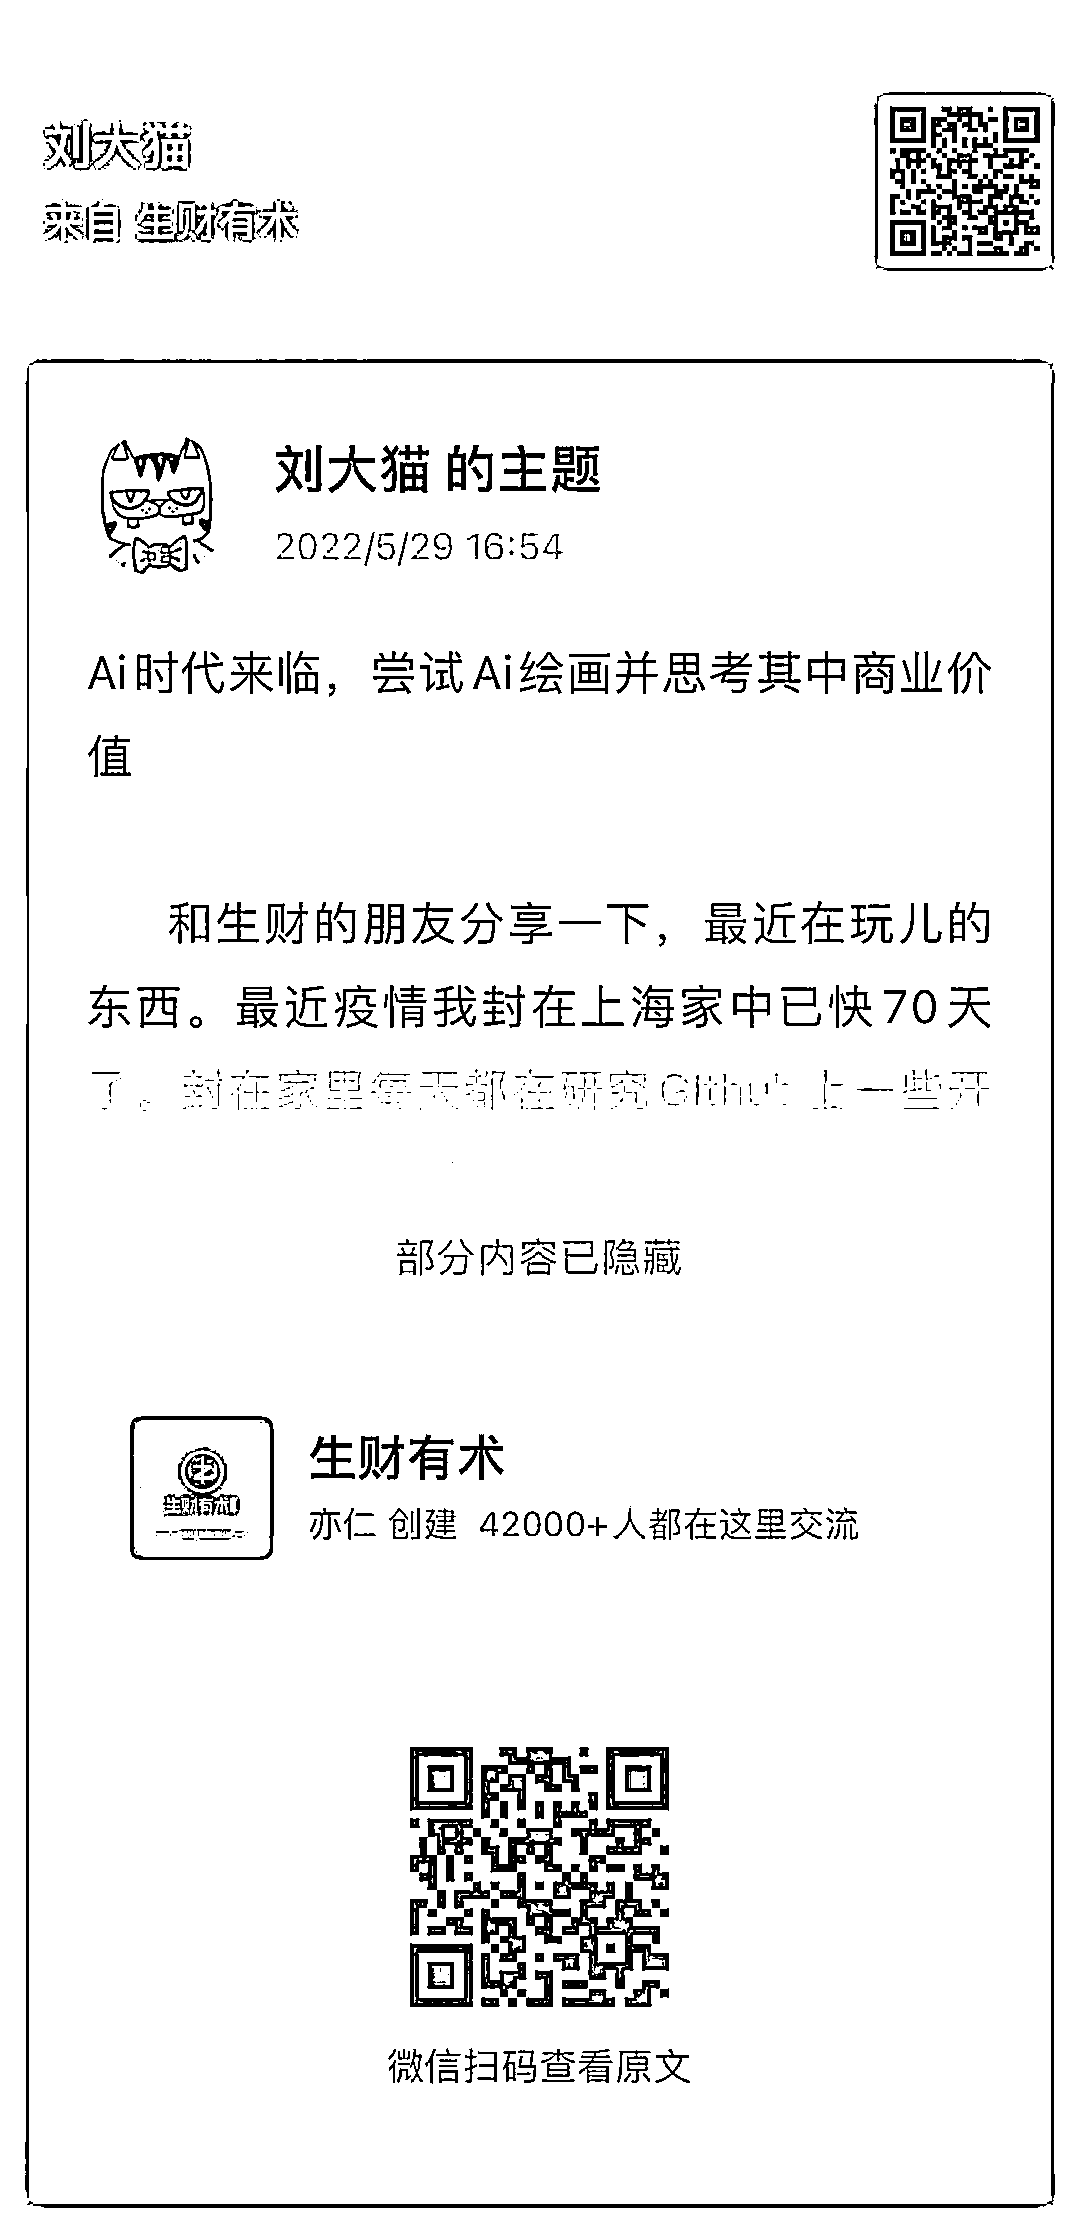 刘大猫
来自 生财有术
刘大猫 的主题
2022/5/29 16:54
Ai时代来临，尝试Ai绘画并思考其中商业价
值
和生财的朋友分享一下，最近在玩儿的
东西。最近疫情我封在上海家中已快70天
了。封在家里每天都在研究Github上一些开
部分内容已隐藏
生财有术
生财有术
亦仁 创建 42000+人都在这里交流
微信扫码查看原文